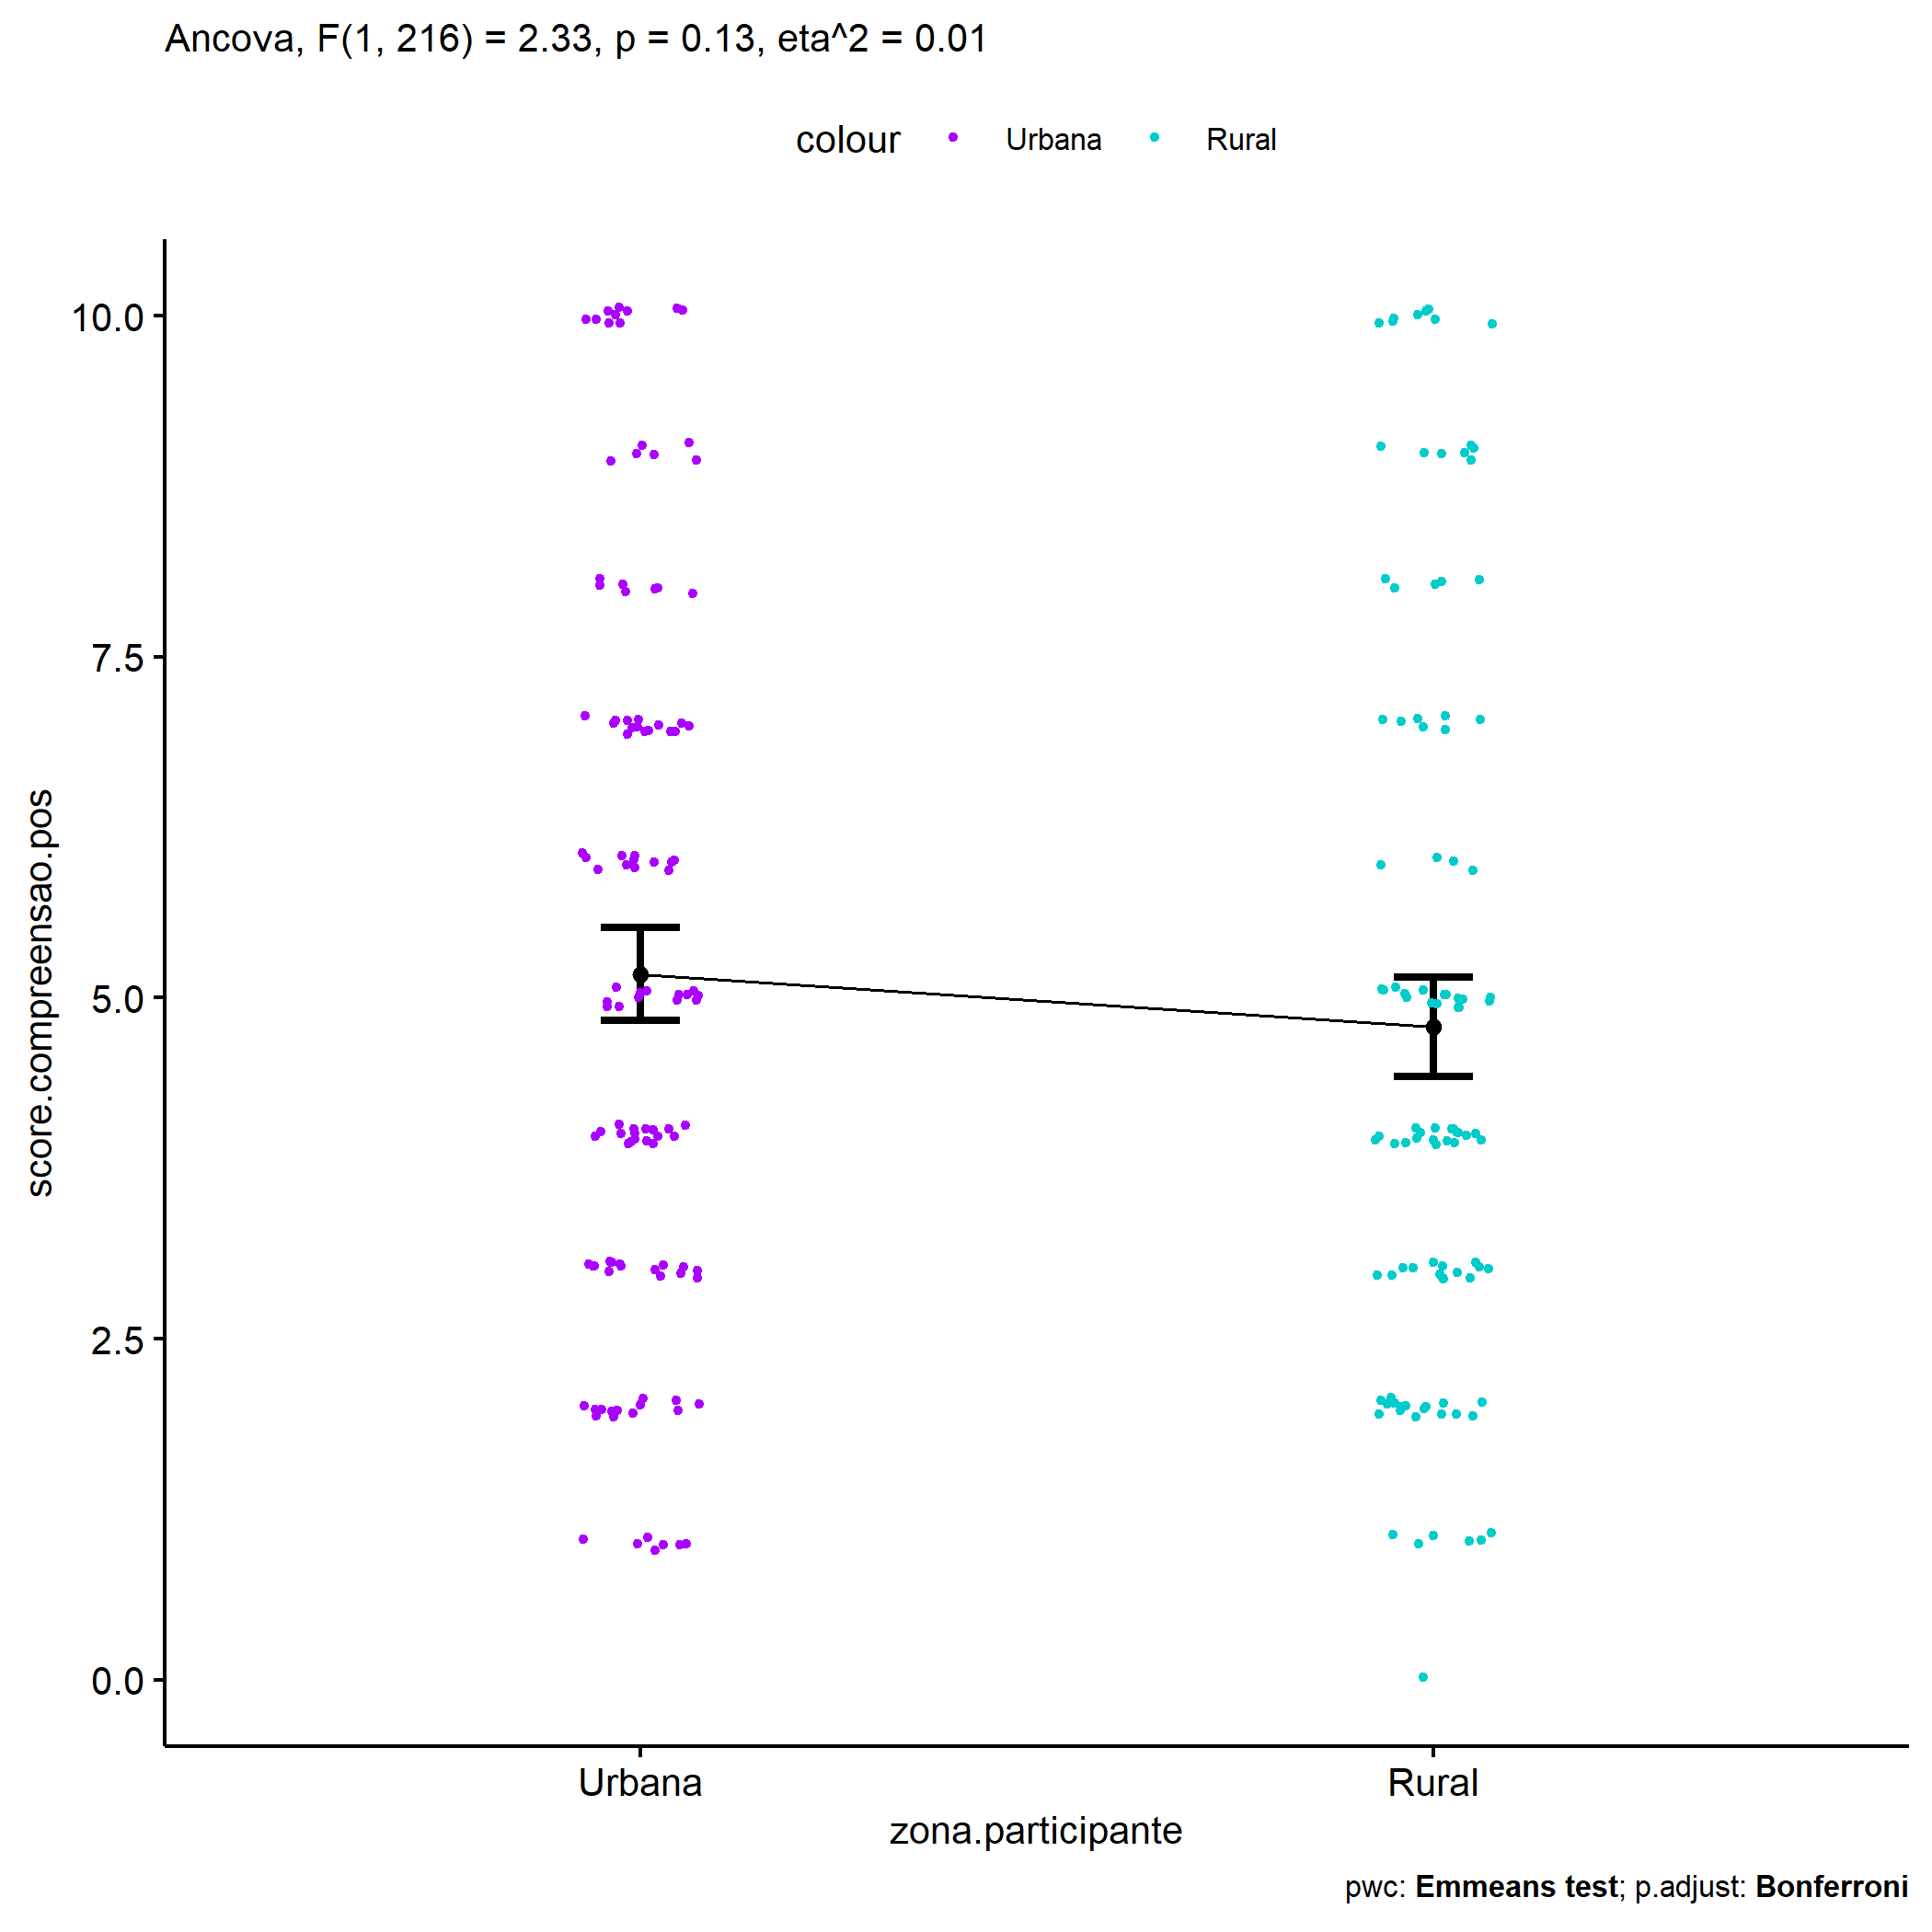 Ancova, F(1, 216) = 2.33, p = 0.13, eta^2 = 0.01
colour Urbana Rural
10.0
7.5
5.0
2.5
0.0
score.compreensao.pos
Urbana Rural
zona.participante
pwc: Emmeans test; p.adjust: Bonferroni